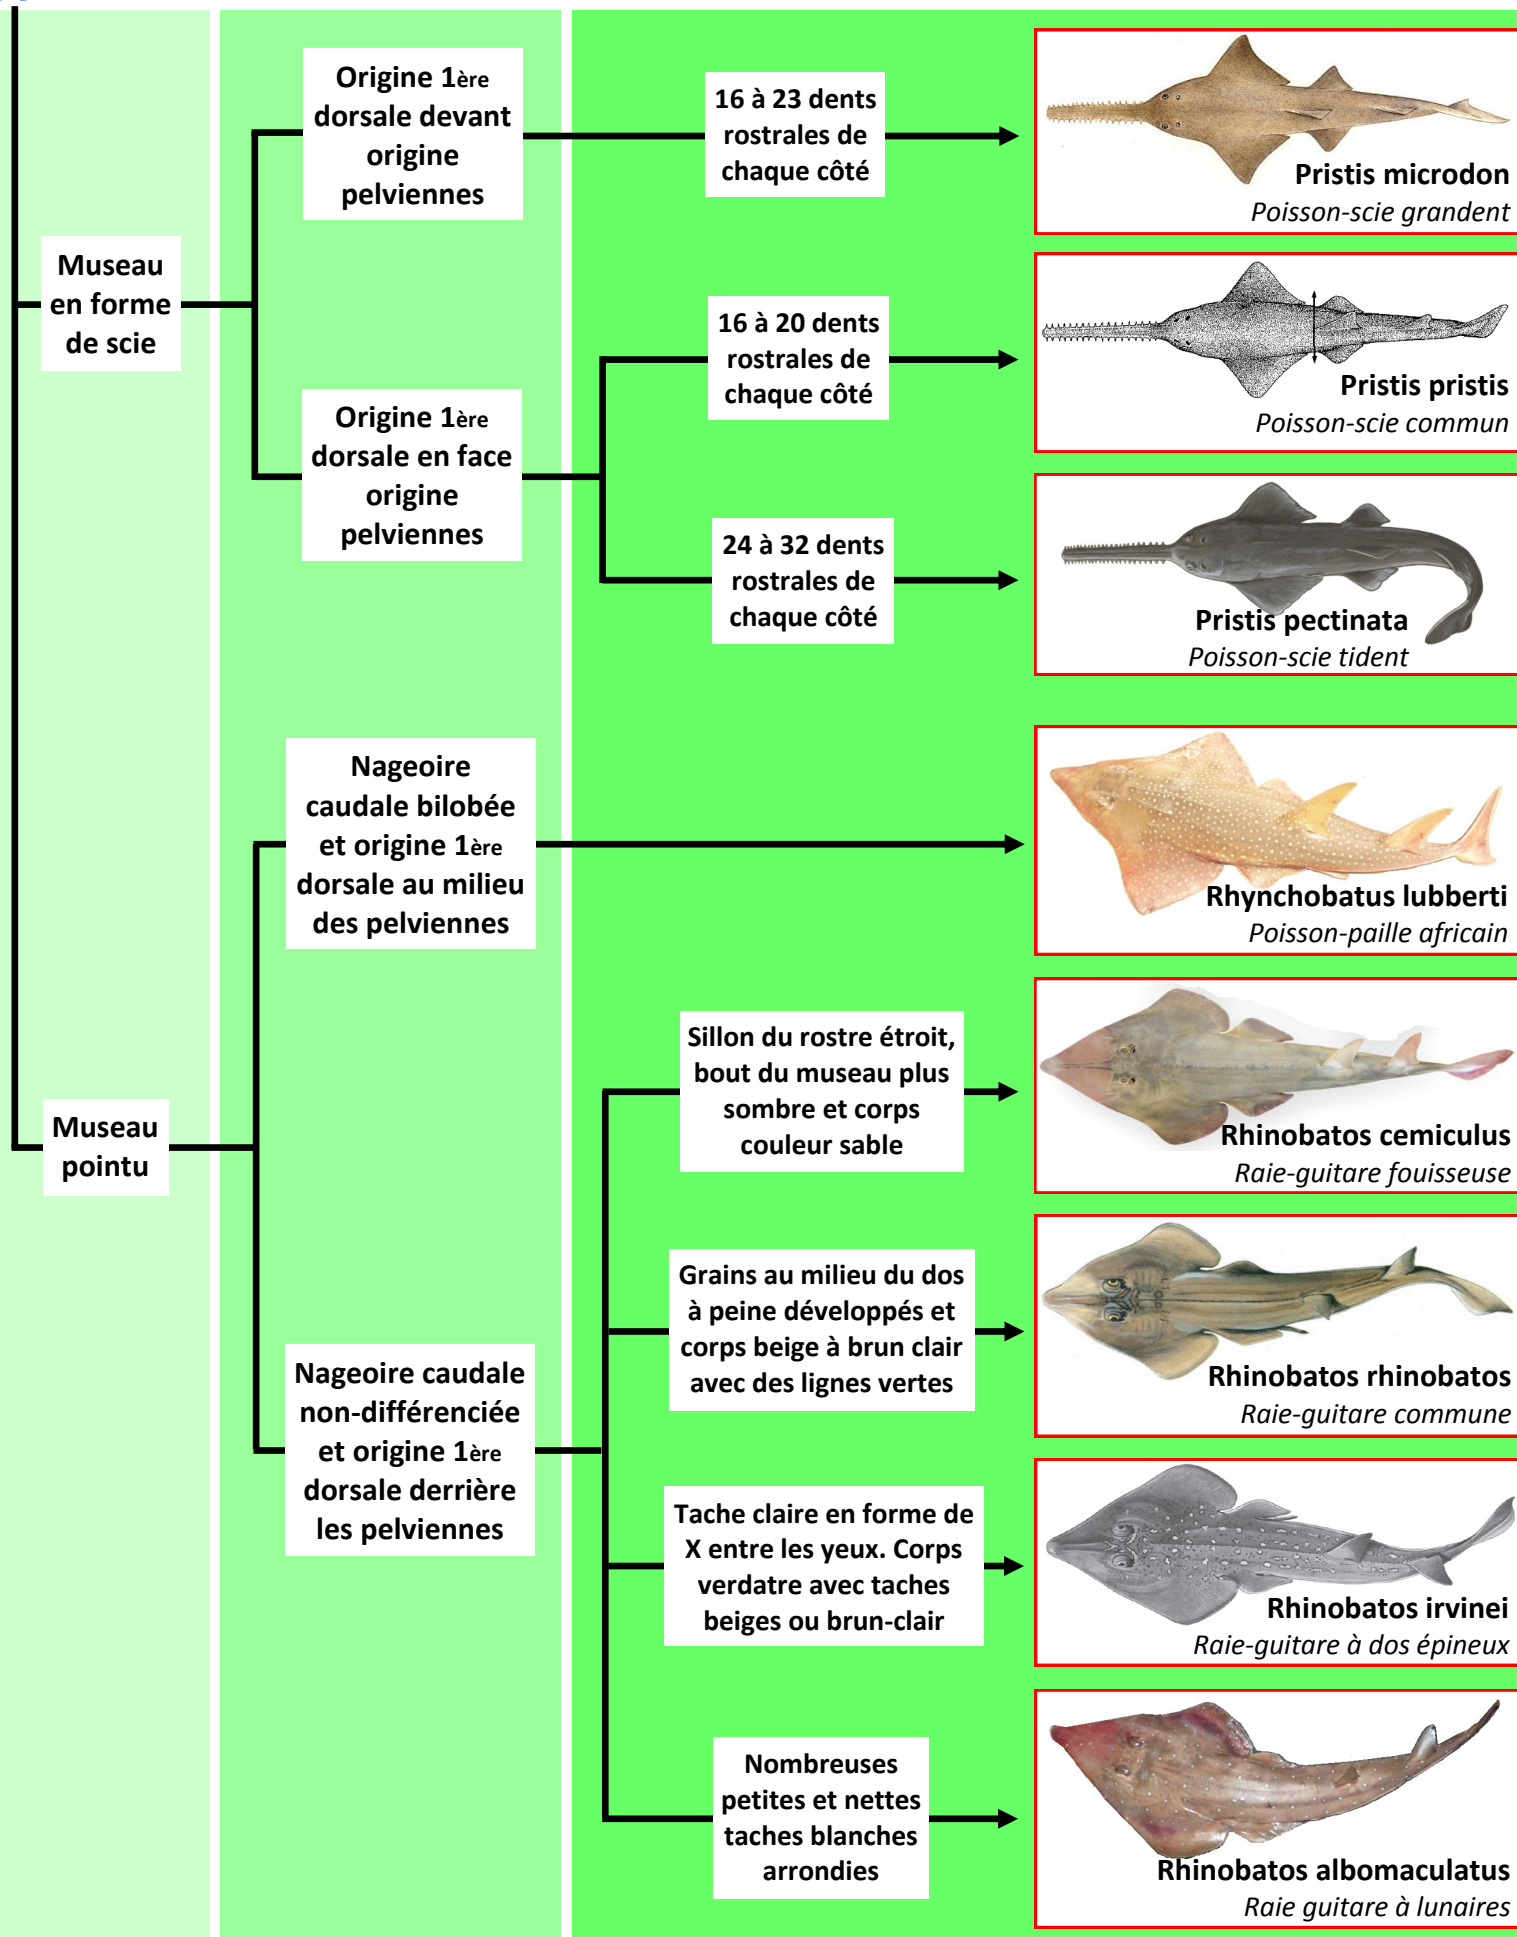 Origine 1ère
dorsale devant
origine
pelviennes
16 à 23 dents
rostrales de
chaque côté
Pristis microdon
Poisson-scie grandent
Museau
en forme
de scie
16 à 20 dents
rostrales de
chaque côté
Pristis pristis
Poisson-scie commun
Origine 1ère
dorsale en face
origine
pelviennes
24 à 32 dents
rostrales de
chaque côté
Pristis pectinata
Poisson-scie tident
Nageoire
caudale bilobée
et origine 1ère
dorsale au milieu
des pelviennes
Rhynchobatus lubberti
Poisson-paille africain
Museau
pointu
Sillon du rostre étroit,
bout du museau plus
sombre et corps
couleur sable
Rhinobatos cemiculus
Raie-guitare fouisseuse
Grains au milieu du dos
à peine développés et
corps beige à brun clair
avec des lignes vertes
Rhinobatos rhinobatos
Raie-guitare commune
Nageoire caudale
non-différenciée
et origine 1ère
dorsale derrière
les pelviennes
Tache claire en forme de
X entre les yeux. Corps
verdatre avec taches
beiges ou brun-clair
Rhinobatos irvinei
Raie-guitare à dos épineux
Nombreuses
petites et nettes
taches blanches
arrondies
Rhinobatos albomaculatus
Raie guitare à lunaires